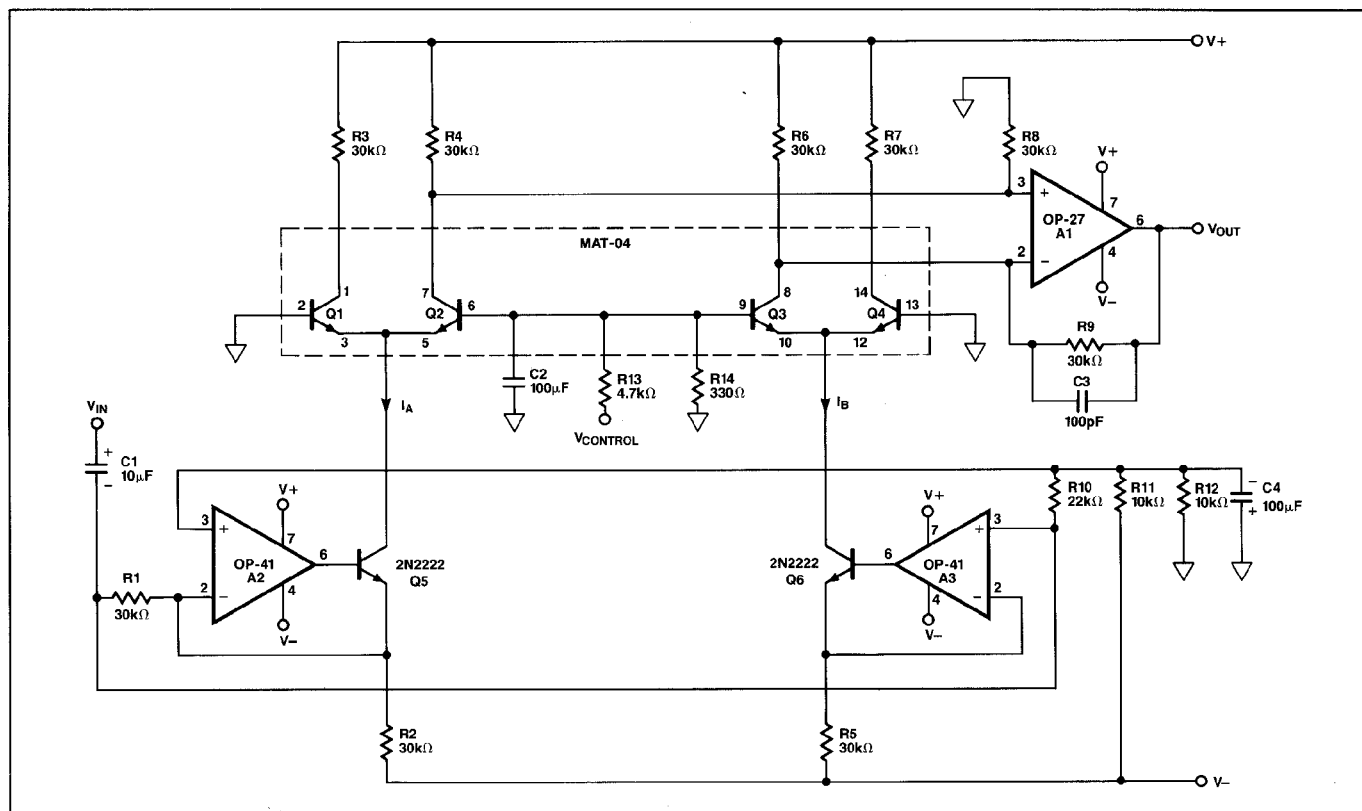 V+
R3
30kΩ
R4
30kΩ
R6
30kΩ
R7
30kΩ
R8
30kΩ
V+
3
+
7
OP-27
A1
6
VOUT
2
−
4
V−
MAT-04
1
2
Q1
3
7
Q2
6
5
9
8
Q3
10
14
Q4
13
12
C2
100μF
R13
4.7kΩ
VCONTROL
R14
330Ω
R9
30kΩ
C3
100pF
IA
IB
VIN
+
C1
10μF
−
R1
30kΩ
V+
3
+
7
OP-41
A2
6
2
−
4
V−
2N2222
Q5
2N2222
Q6
V+
7
3
+
6
OP-41
A3
−
2
4
V−
R10
22kΩ
R11
10kΩ
R12
10kΩ
−
C4
100μF
+
R2
30kΩ
R5
30kΩ
V−